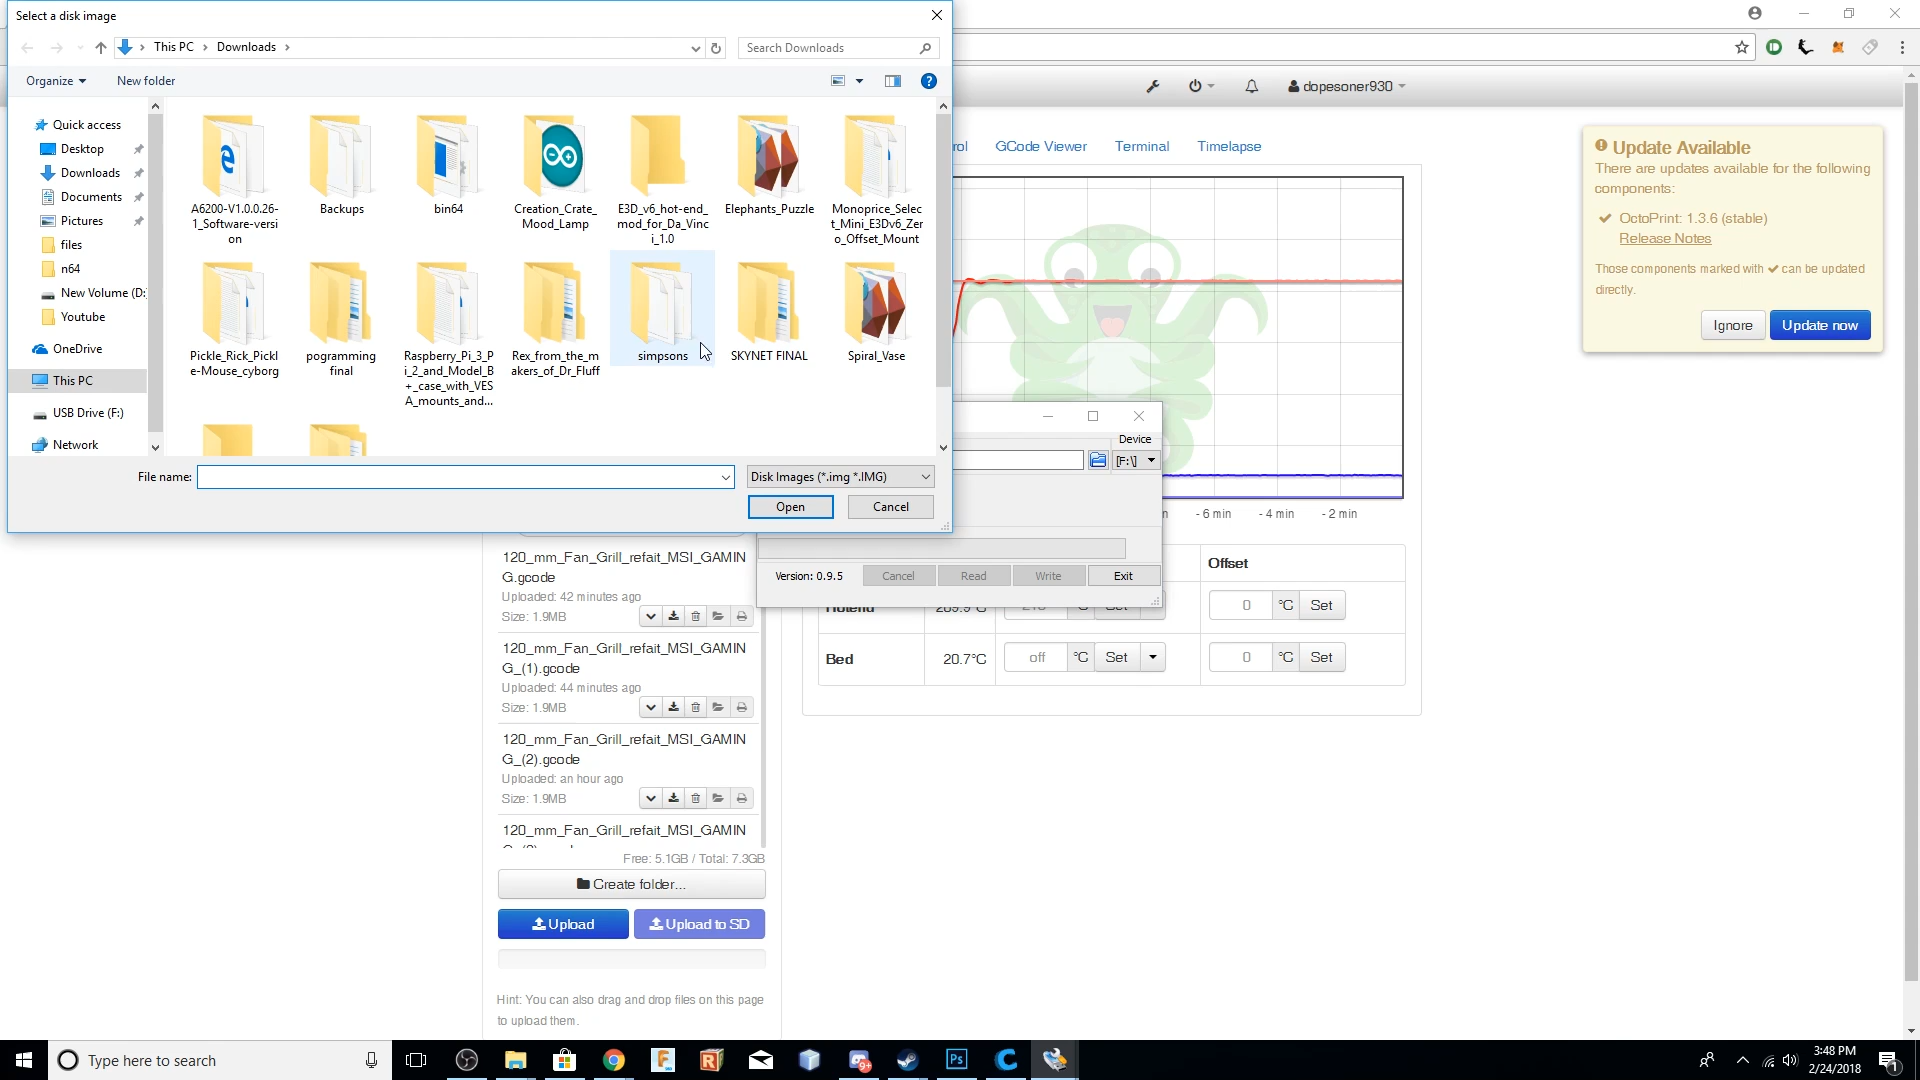 Select a disk image
This PC
Downloads
Search Downloads
Organize
New folder
Quick access
Desktop
Downloads
Documents
Pictures
files
n64
New Volume (D:
Youtube
OneDrive
This PC
USB Drive (F:)
Network
A6200-V1.0.0.26-
1_Software-versi
on
Backups
bin64
Creation_Crate_
Mood_Lamp
E3D_v6_hot-end_
mod_for_Da_Vinc
i_1.0
Elephants_Puzzle
Monoprice_Selec
t_Mini_E3Dv6_Zer
o_Offset_Mount
Pickle_Rick_Pickl
e-Mouse_cyborg
pogramming
final
Raspberry_Pi_3_P
i_2_and_Model_B
+_case_with_VES
A_mounts_and...
Rex_from_the_m
akers_of_Dr_Fluff
simpsons
SKYNET FINAL
Spiral_Vase
File name:
Disk Images (*.img *.IMG)
Open
Cancel
dopesoner930
rol
GCode Viewer
Terminal
Timelapse
Update Available
There are updates available for the following
components:
OctoPrint: 1.3.6 (stable)
Release Notes
Those components marked with ✔ can be updated
directly.
Ignore
Update now
- 6 min
- 4 min
- 2 min
Device
[F:\]
Version: 0.9.5
Cancel
Read
Write
Exit
Offset
Hotend
0
°C
Set
Bed
20.7°C
off
°C
Set
0
°C
Set
120_mm_Fan_Grill_refait_MSI_GAMIN
G.gcode
Uploaded: 42 minutes ago
Size: 1.9MB
120_mm_Fan_Grill_refait_MSI_GAMIN
G_(1).gcode
Uploaded: 44 minutes ago
Size: 1.9MB
120_mm_Fan_Grill_refait_MSI_GAMIN
G_(2).gcode
Uploaded: an hour ago
Size: 1.9MB
120_mm_Fan_Grill_refait_MSI_GAMIN
Free: 5.1GB / Total: 7.3GB
Create folder...
Upload
Upload to SD
Hint: You can also drag and drop files on this page
to upload them.
Type here to search
Ps
9+
3:48 PM
2/24/2018
1